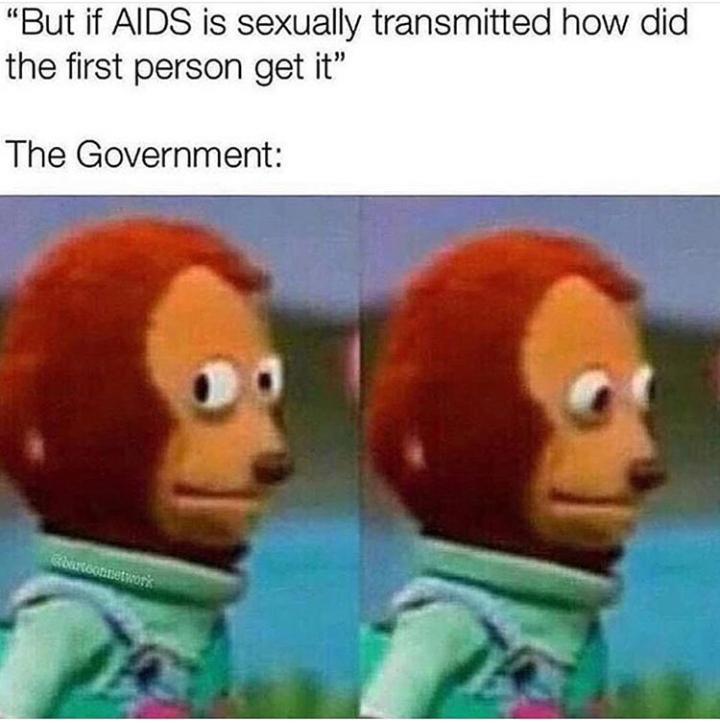 “But if AIDS is sexually transmitted how did
the first person get it”
The Government: